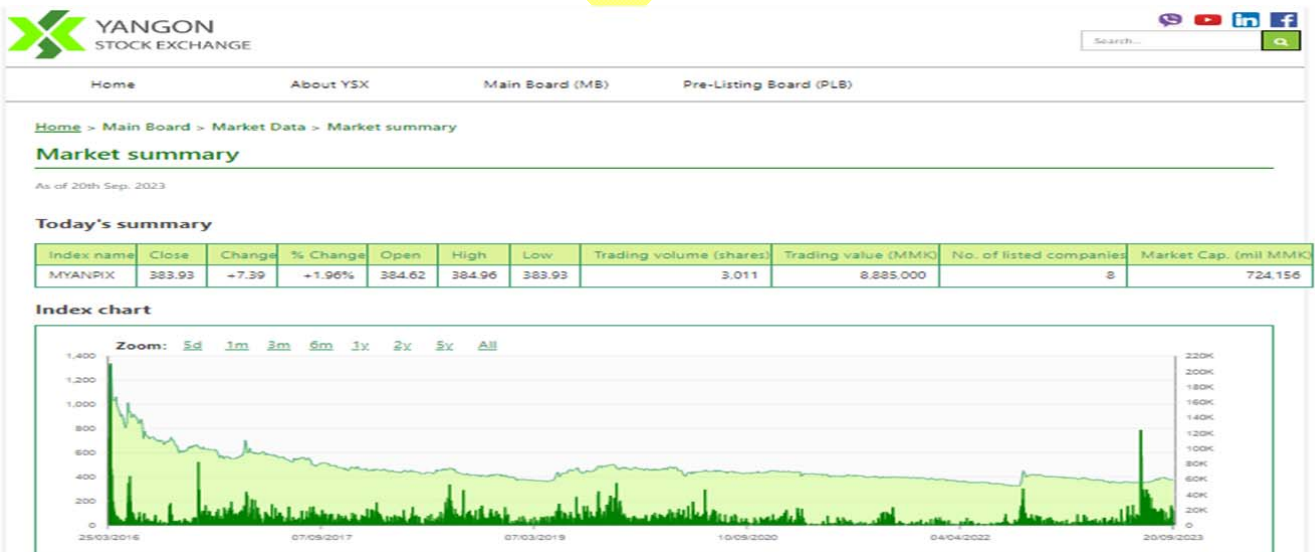 YANGON
STOCK EXCHANGE
Search...
Home About YSX Main Board (MB) Pre-Listing Board (PLB)
Home > Main Board > Market Data > Market summary
Market summary
As of 20th Sep. 2023
Today's summary
Index name Close Change % Change Open High Low Trading volume (shares) Trading value (MMK) No. of listed companies Market Cap. (mil MMK)
MYANPIX 383.93 +7.39 +1.96% 384.62 384.96 383.93 3,011 8,885,000 8 724,156
Index chart
Zoom: 5d 1m 3m 6m 1y 2y 5y All
1,400 220K
200K
1,200 180K
1,000 160K
140K
800 120K
600 100K
80K
400 60K
40K
200 20K
0 0
25/03/2016 07/09/2017 07/03/2019 10/09/2020 04/04/2022 20/09/2023